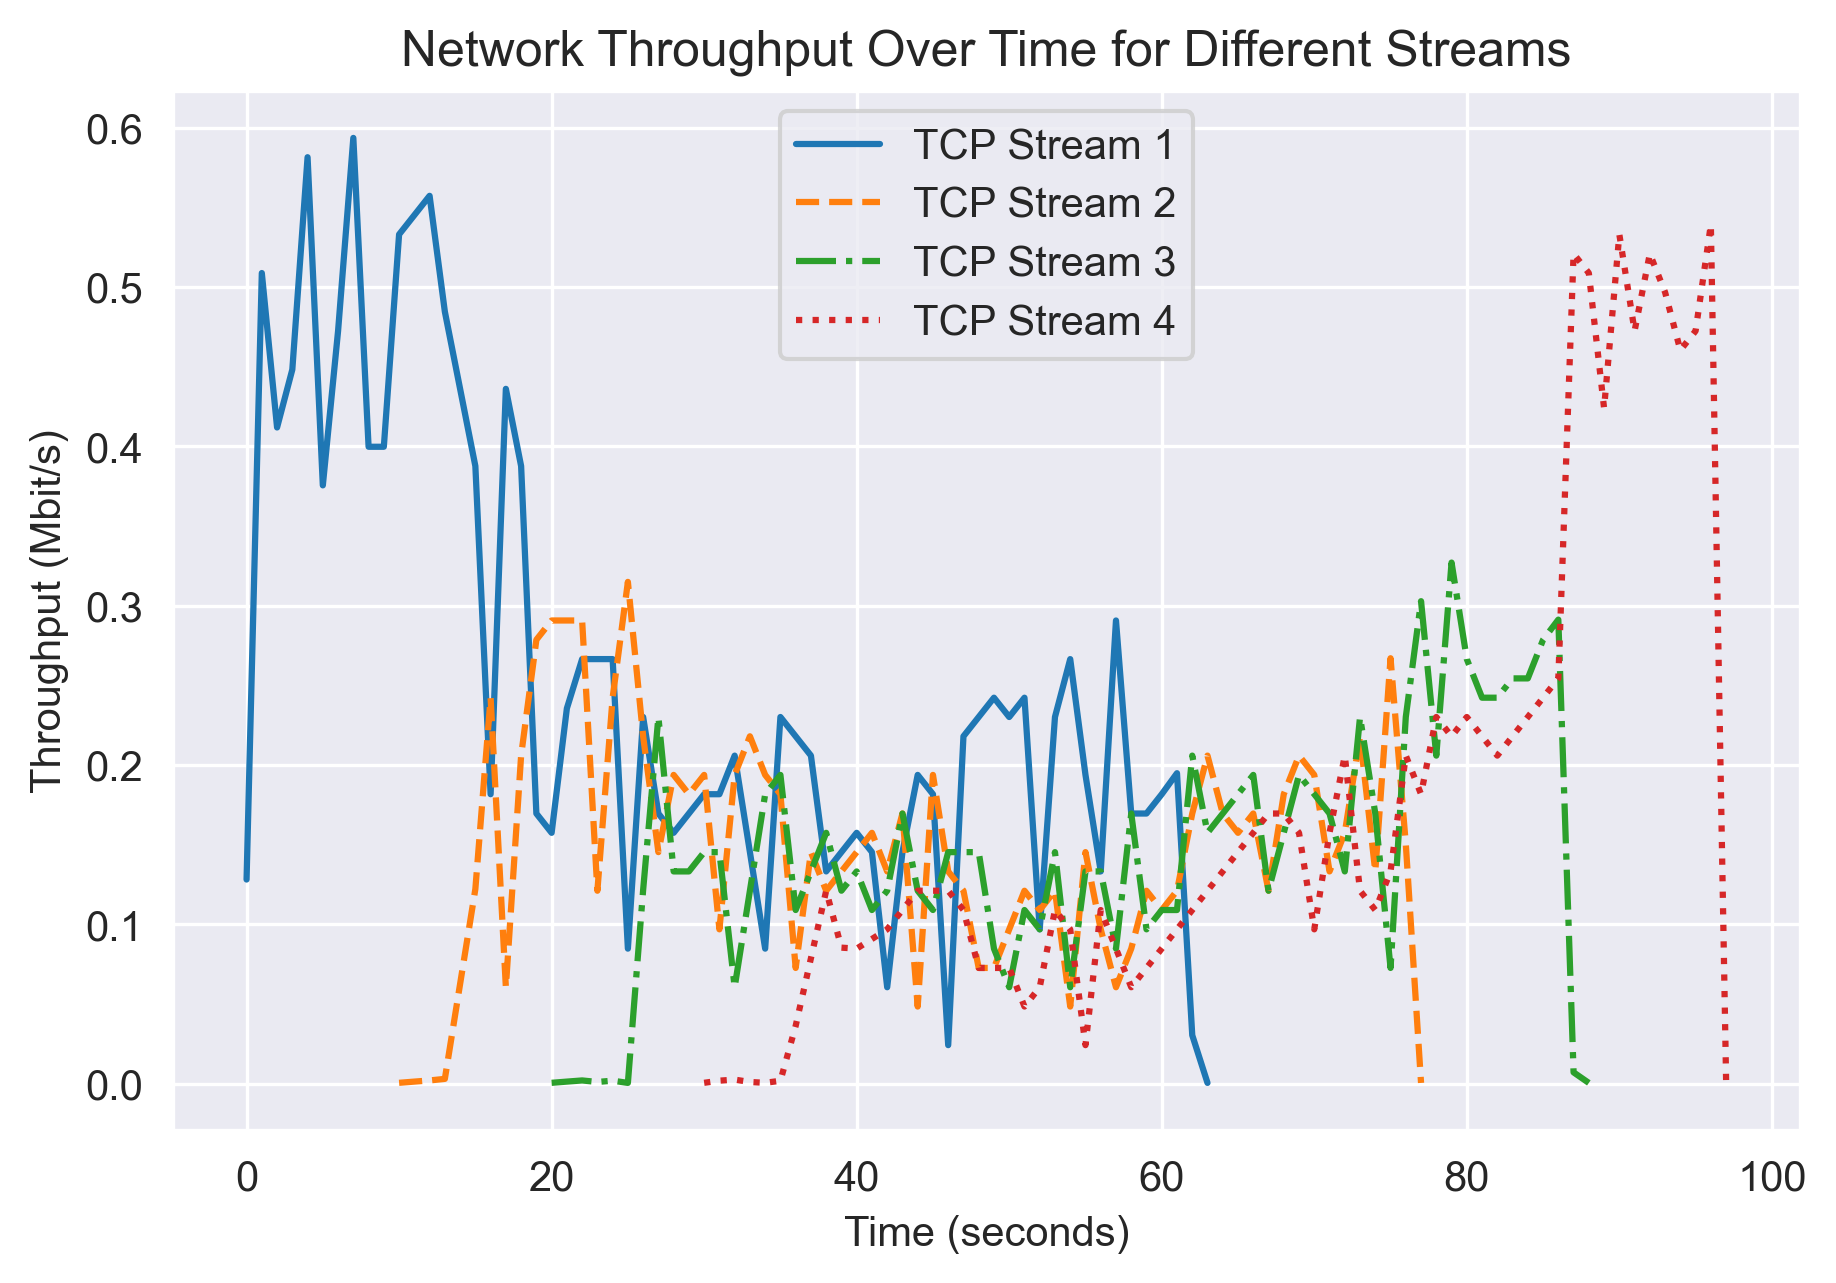 Network Throughput Over Time for Different Streams
TCP Stream 1
TCP Stream 2
TCP Stream 3
TCP Stream 4
Throughput (Mbit/s)
0.6
0.5
0.4
0.3
0.2
0.1
0.0
0 20 40 60 80 100
Time (seconds)